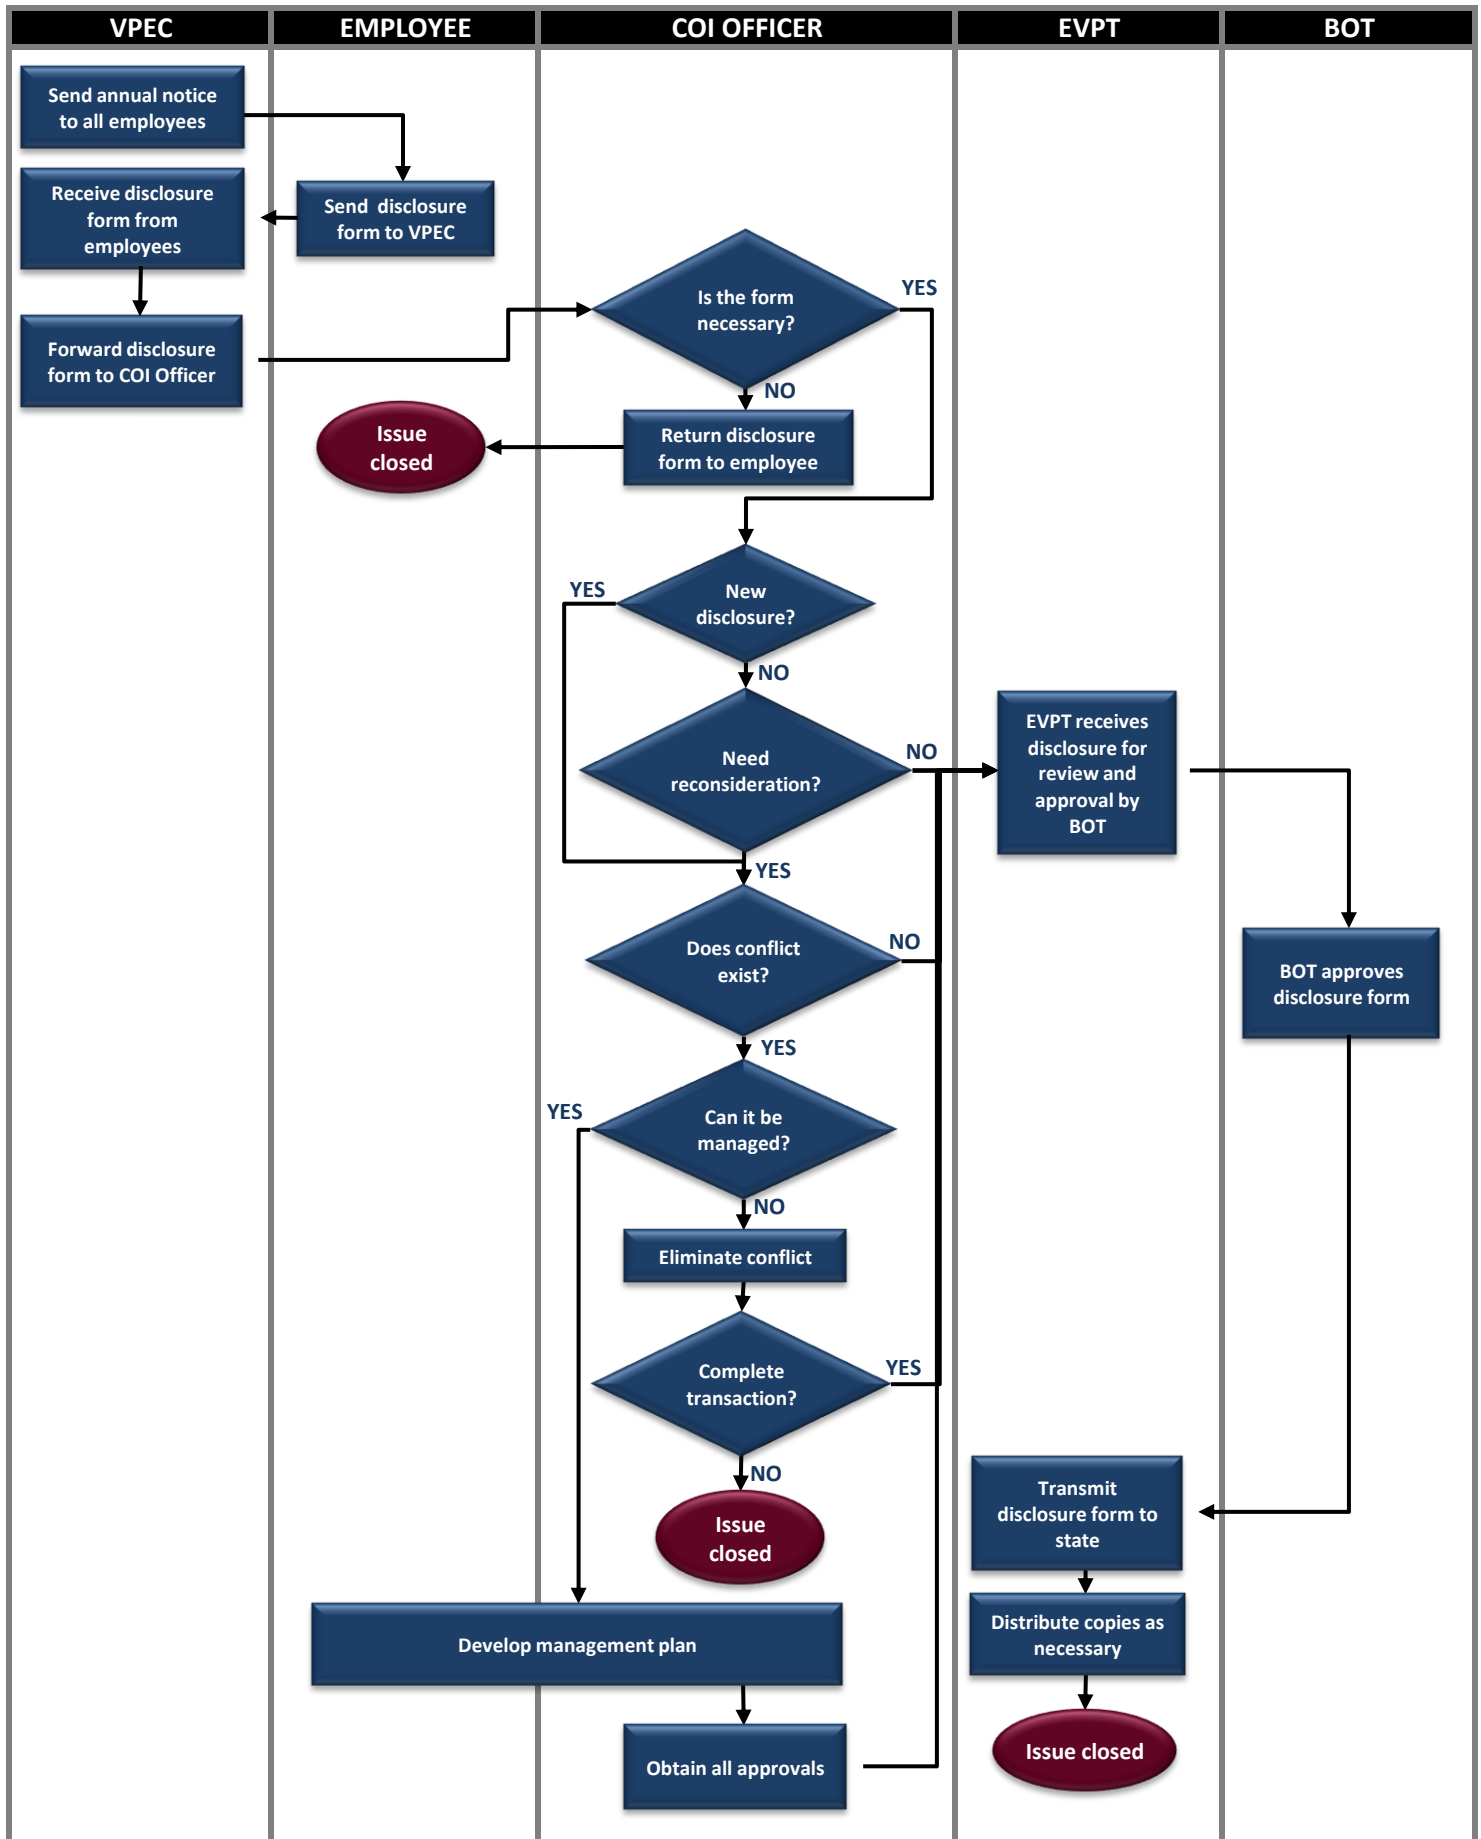 VPEC
EMPLOYEE
COI OFFICER
EVPT
BOT
Send annual notice
to all employees
Receive disclosure
form from
employees
Send disclosure
form to VPEC
Forward disclosure
form to COI Officer
Is the form
necessary?
YES
NO
Return disclosure
form to employee
Issue
closed
New
disclosure?
YES
NO
Need
reconsideration?
NO
YES
EVPT receives
disclosure for
review and
approval by
BOT
Does conflict
exist?
NO
YES
BOT approves
disclosure form
Can it be
managed?
YES
NO
Eliminate conflict
Complete
transaction?
YES
NO
Issue
closed
Transmit
disclosure form to
state
Distribute copies as
necessary
Issue closed
Develop management plan
Obtain all approvals